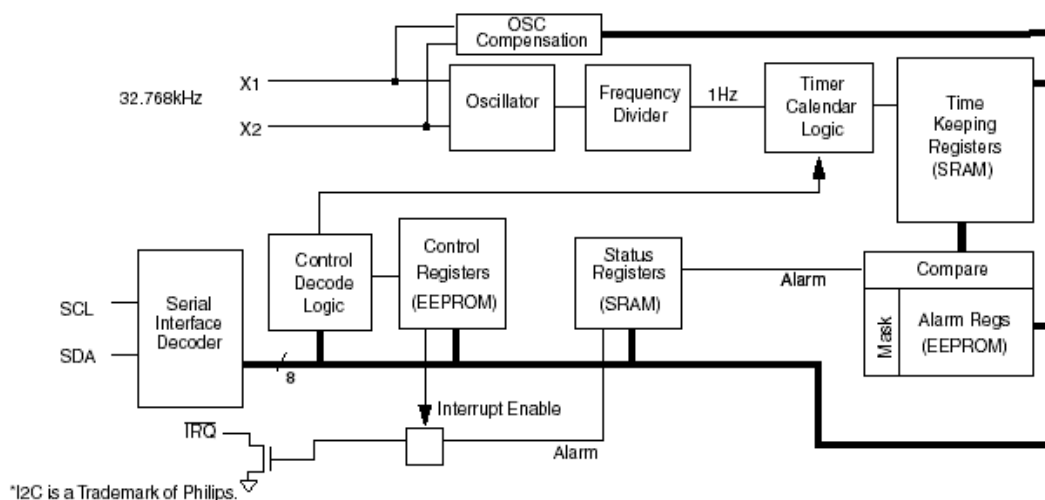 OSC
Compensation
32.768kHz
X1
X2
Oscillator
Frequency
Divider
1Hz
Timer
Calendar
Logic
Time
Keeping
Registers
(SRAM)
Control
Decode
Logic
Control
Registers
(EEPROM)
Status
Registers
(SRAM)
Alarm
Compare
Mask
Alarm Regs
(EEPROM)
SCL
SDA
Serial
Interface
Decoder
8
Interrupt Enable
Alarm
IRQ
*I2C is a Trademark of Philips.